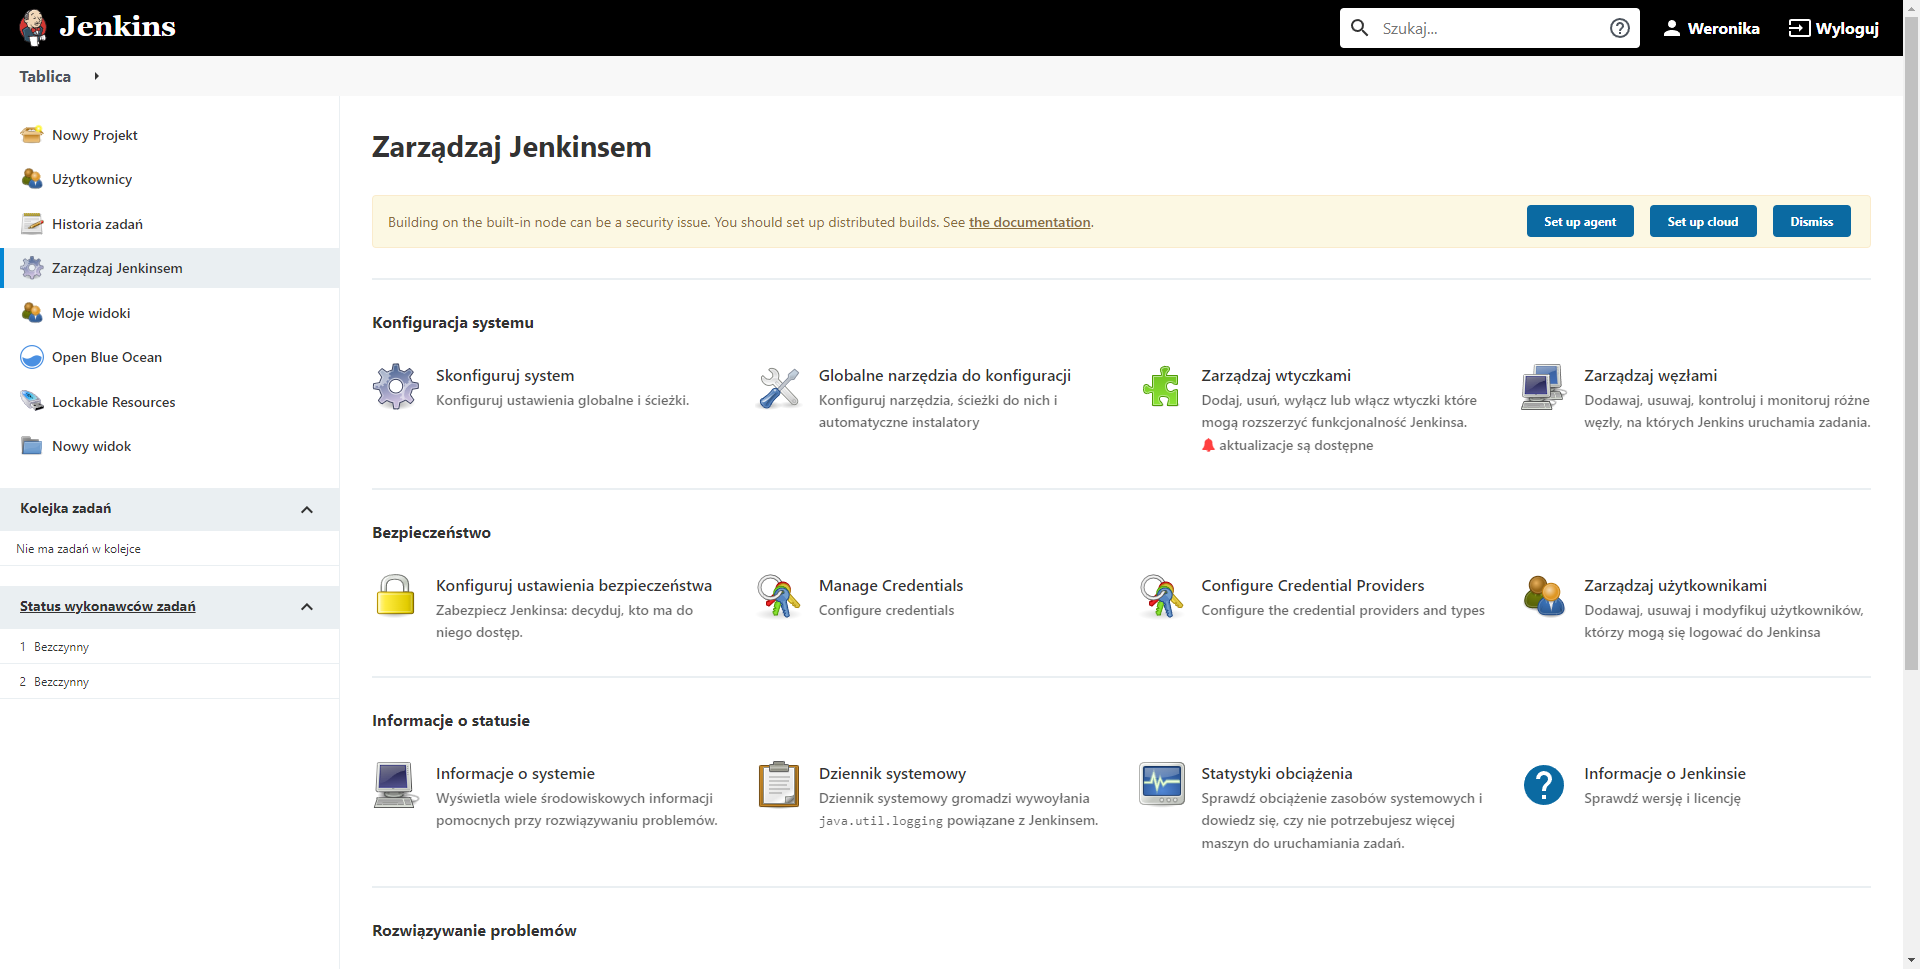 Jenkins
Szukaj...
Weronika
Wyloguj
Tablica
Nowy Projekt
Użytkownicy
Historia zadań
Zarządzaj Jenkinsem
Moje widoki
Open Blue Ocean
Lockable Resources
Nowy widok
Kolejka zadań
Nie ma zadań w kolejce
Status wykonawców zadań
1 Bezczynny
2 Bezczynny
Zarządzaj Jenkinsem
Building on the built-in node can be a security issue. You should set up distributed builds. See the documentation.
Set up agent
Set up cloud
Dismiss
Konfiguracja systemu
Skonfiguruj system
Konfiguruj ustawienia globalne i ścieżki.
Globalne narzędzia do konfiguracji
Konfiguruj narzędzia, ścieżki do nich i
automatyczne instalatory
Zarządzaj wtyczkami
Dodaj, usuń, wyłącz lub włącz wtyczki które
mogą rozszerzyć funkcjonalność Jenkinsa.
aktualizacje są dostępne
Zarządzaj węzłami
Dodawaj, usuwaj, kontroluj i monitoruj różne
węzły, na których Jenkins uruchamia zadania.
Bezpieczeństwo
Konfiguruj ustawienia bezpieczeństwa
Zabezpiecz Jenkinsa: decyduj, kto ma do
niego dostęp.
Manage Credentials
Configure credentials
Configure Credential Providers
Configure the credential providers and types
Zarządzaj użytkownikami
Dodawaj, usuwaj i modyfikuj użytkowników,
którzy mogą się logować do Jenkinsa
Informacje o statusie
Informacje o systemie
Wyświetla wiele środowiskowych informacji
pomocnych przy rozwiązywaniu problemów.
Dziennik systemowy
Dziennik systemowy gromadzi wywoyłania
java.util.logging powiązane z Jenkinsem.
Statystyki obciążenia
Sprawdź obciążenie zasobów systemowych i
dowiedz się, czy nie potrzebujesz więcej
maszyn do uruchamiania zadań.
Informacje o Jenkinsie
Sprawdź wersję i licencję
Rozwiązywanie problemów